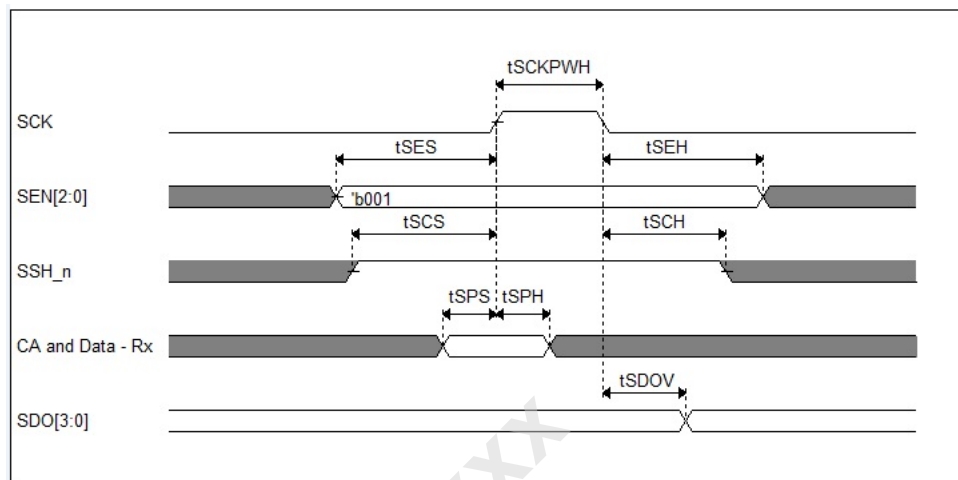 tSCKPWH
SCK
tSES tSEH
SEN[2:0] 'b001
tSCS tSCH
SSH_n
tSPS tSPH
CA and Data - Rx
tSDOV
SDO[3:0]